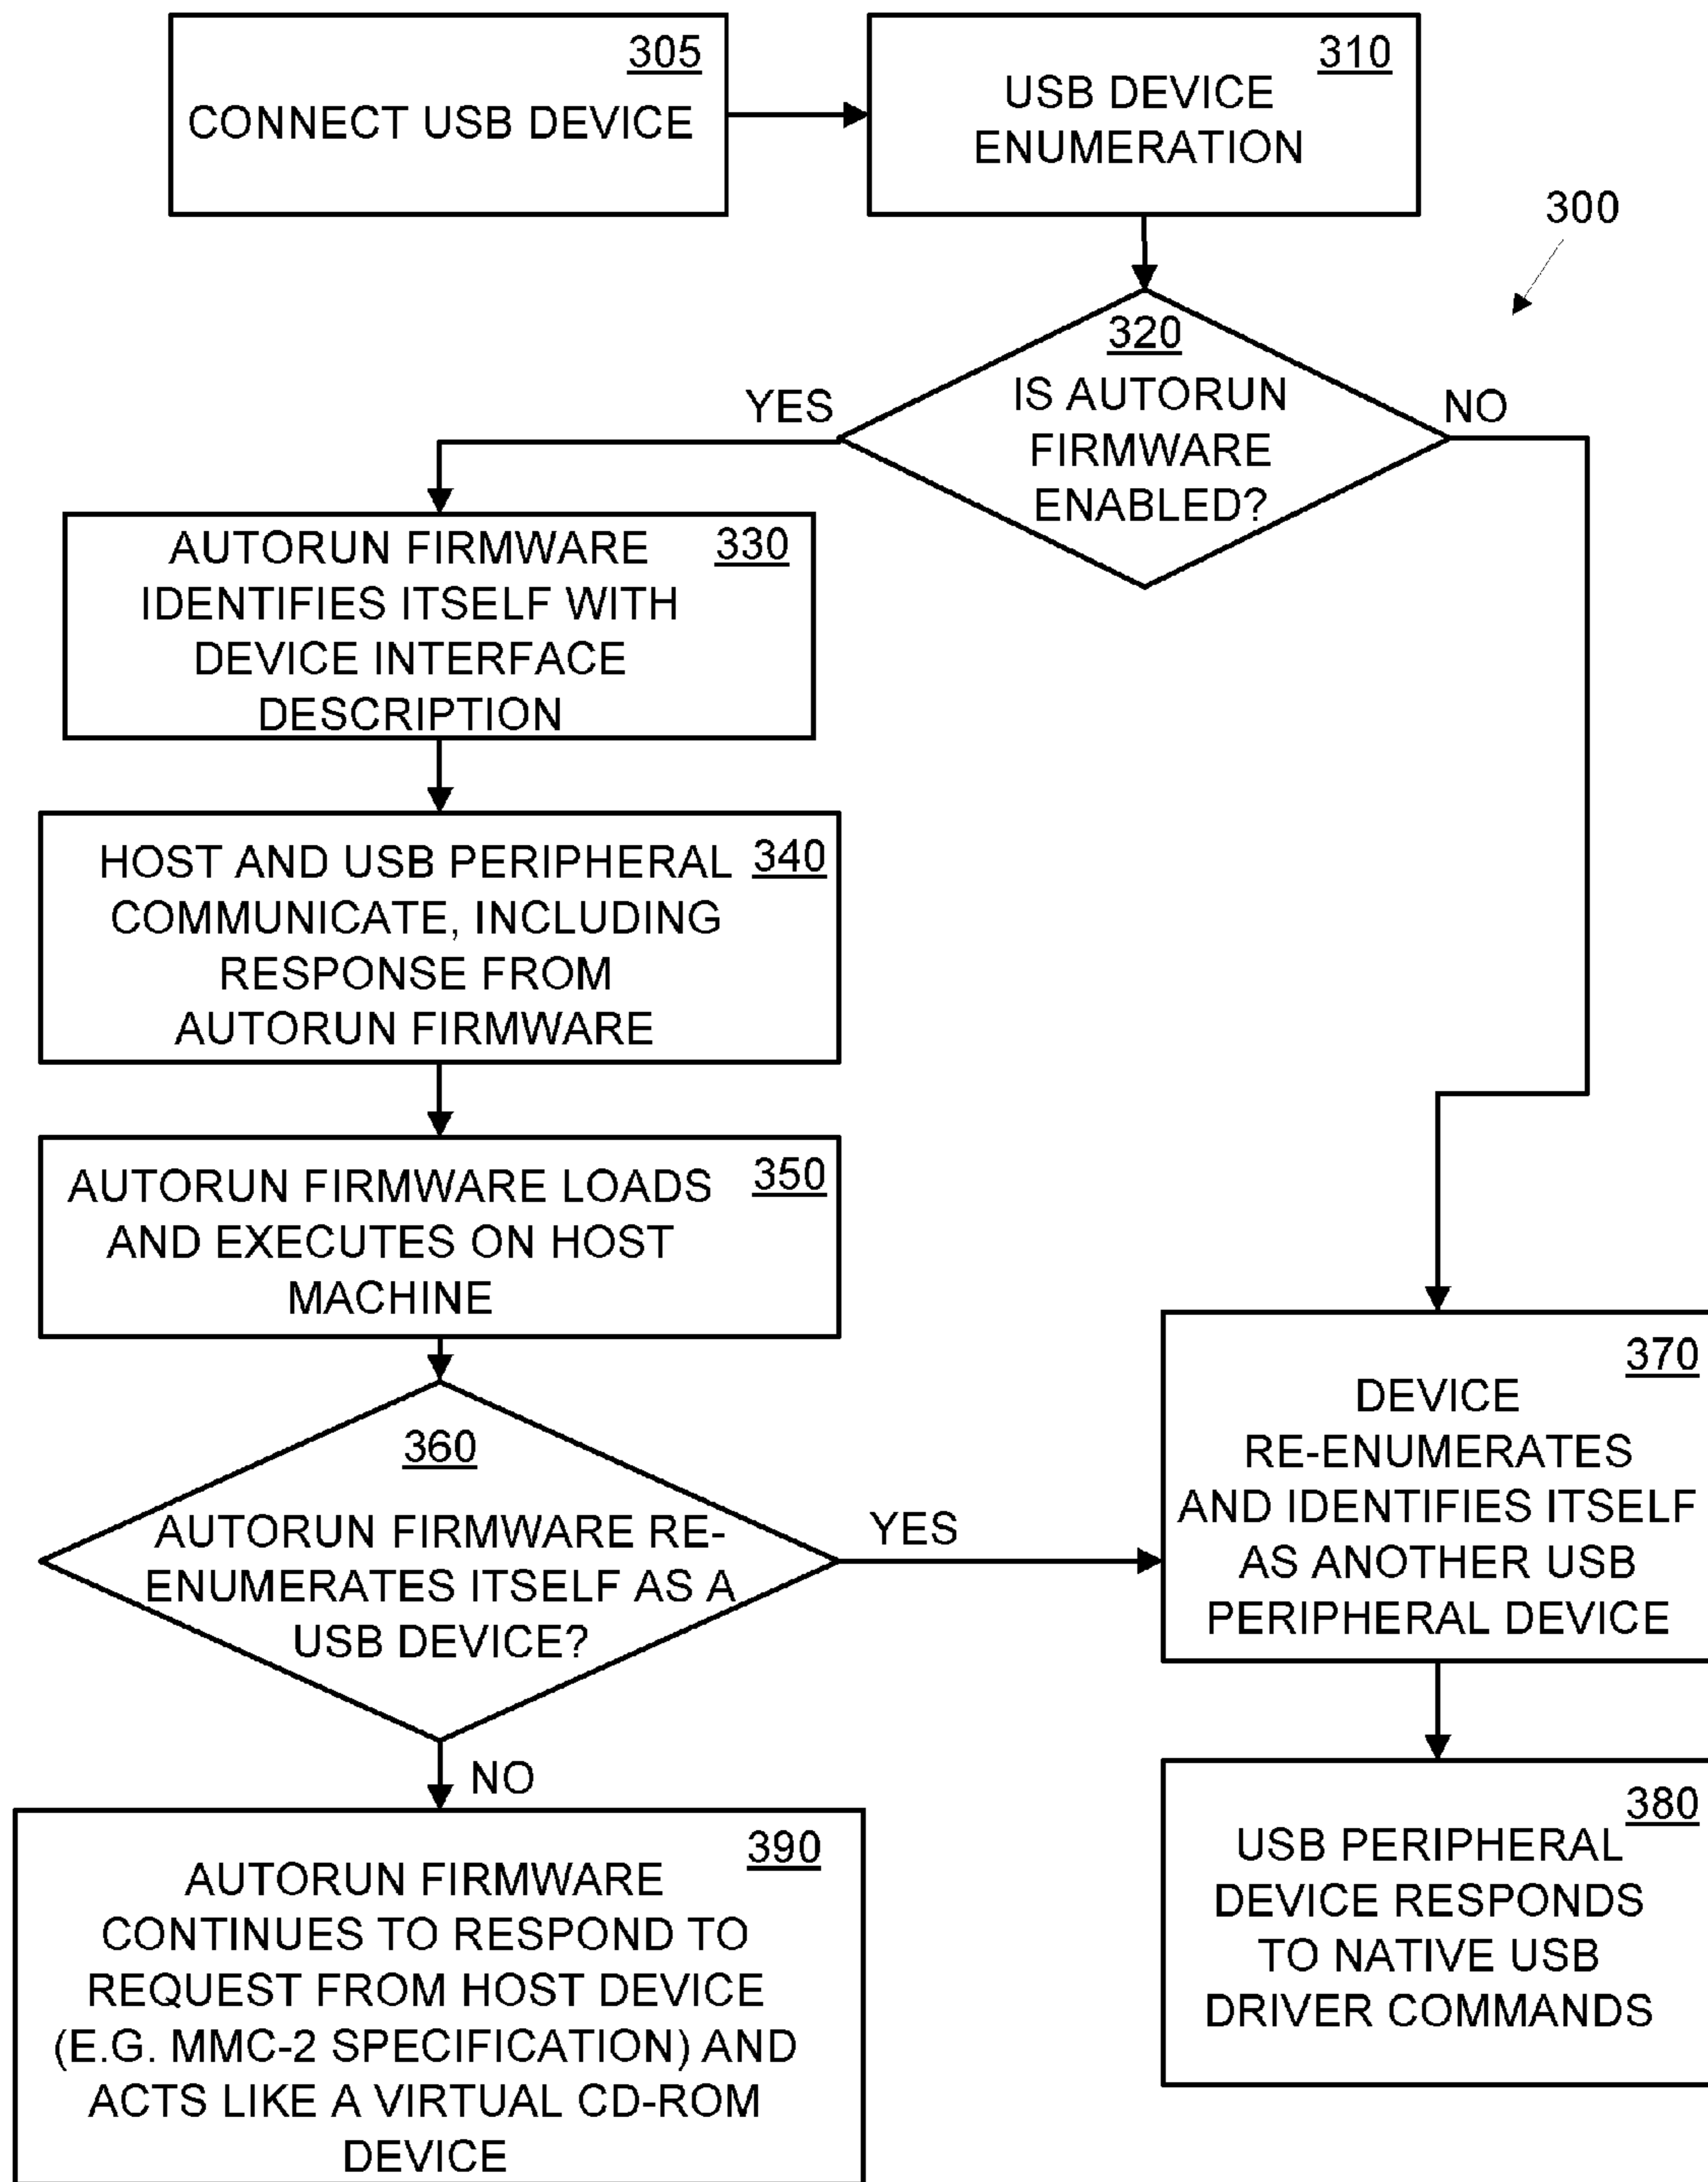 305
CONNECT USB DEVICE
310
USB DEVICE
ENUMERATION
300
320
IS AUTORUN
FIRMWARE
ENABLED?
YES
NO
330
AUTORUN FIRMWARE
IDENTIFIES ITSELF WITH
DEVICE INTERFACE
DESCRIPTION
340
HOST AND USB PERIPHERAL
COMMUNICATE, INCLUDING
RESPONSE FROM
AUTORUN FIRMWARE
350
AUTORUN FIRMWARE LOADS
AND EXECUTES ON HOST
MACHINE
360
AUTORUN FIRMWARE RE-
ENUMERATES ITSELF AS A
USB DEVICE?
YES
NO
370
DEVICE
RE-ENUMERATES
AND IDENTIFIES ITSELF
AS ANOTHER USB
PERIPHERAL DEVICE
380
USB PERIPHERAL
DEVICE RESPONDS
TO NATIVE USB
DRIVER COMMANDS
390
AUTORUN FIRMWARE
CONTINUES TO RESPOND TO
REQUEST FROM HOST DEVICE
(E.G. MMC-2 SPECIFICATION) AND
ACTS LIKE A VIRTUAL CD-ROM
DEVICE